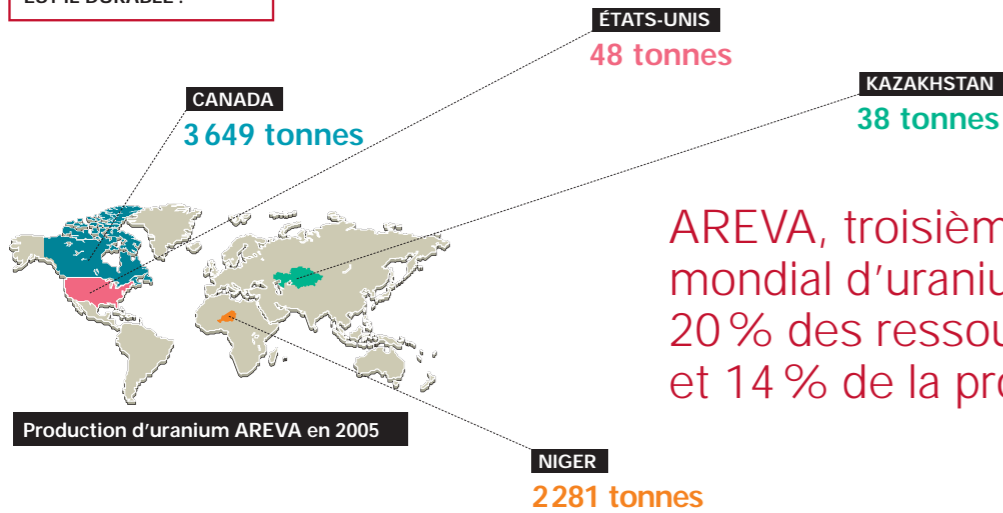 ÉTATS-UNIS
48 tonnes
CANADA
3 649 tonnes
KAZAKHSTAN
38 tonnes
AREVA, troisièm
mondial d’uraniu
20 % des ressou
et 14 % de la pro
Production d’uranium AREVA en 2005
NIGER
2 281 tonnes